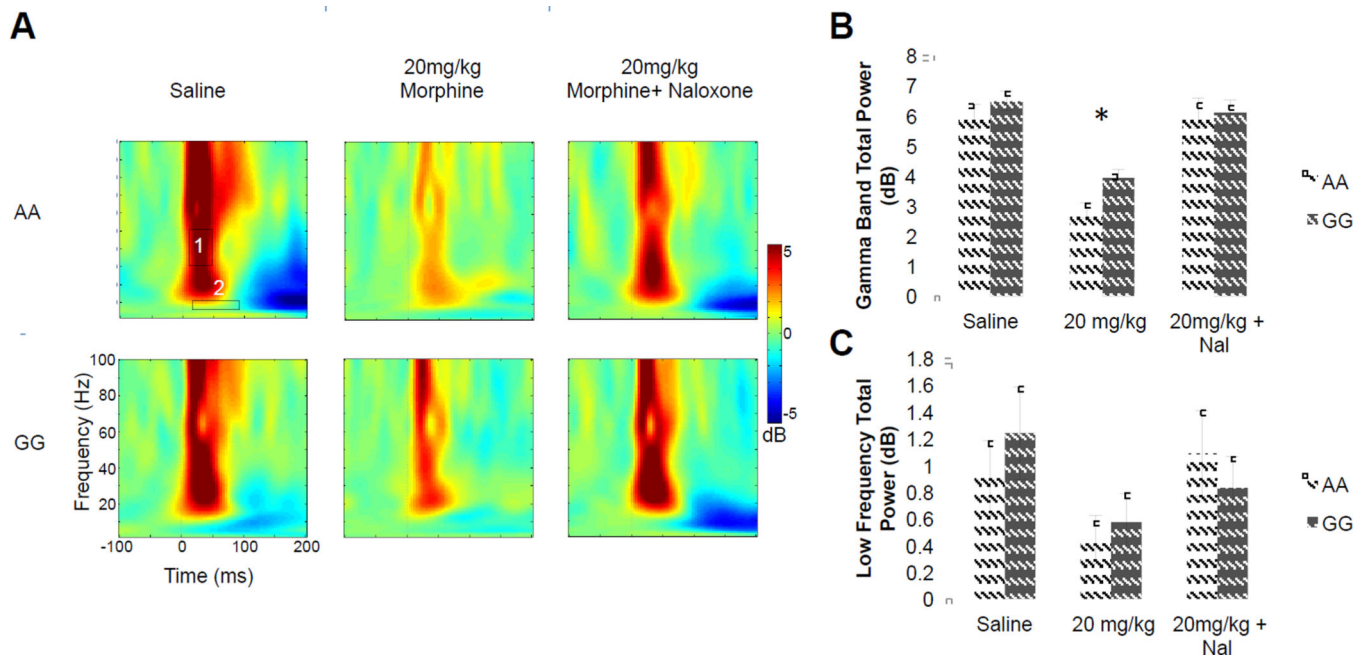 A
Saline
20mg/kg
Morphine
20mg/kg
Morphine+ Naloxone
AA
1
2
5
0
-5
dB
GG
Frequency (Hz)
100
80
60
40
20
-100
0
100
200
Time (ms)
B
Gamma Band Total Power
(dB)
8
7
6
5
4
3
2
1
0
*
Saline
20 mg/kg
20mg/kg +
Nal
AA
GG
C
Low Frequency Total
Power (dB)
1.8
1.6
1.4
1.2
1
0.8
0.6
0.4
0.2
0
Saline
20 mg/kg
20mg/kg +
Nal
AA
GG